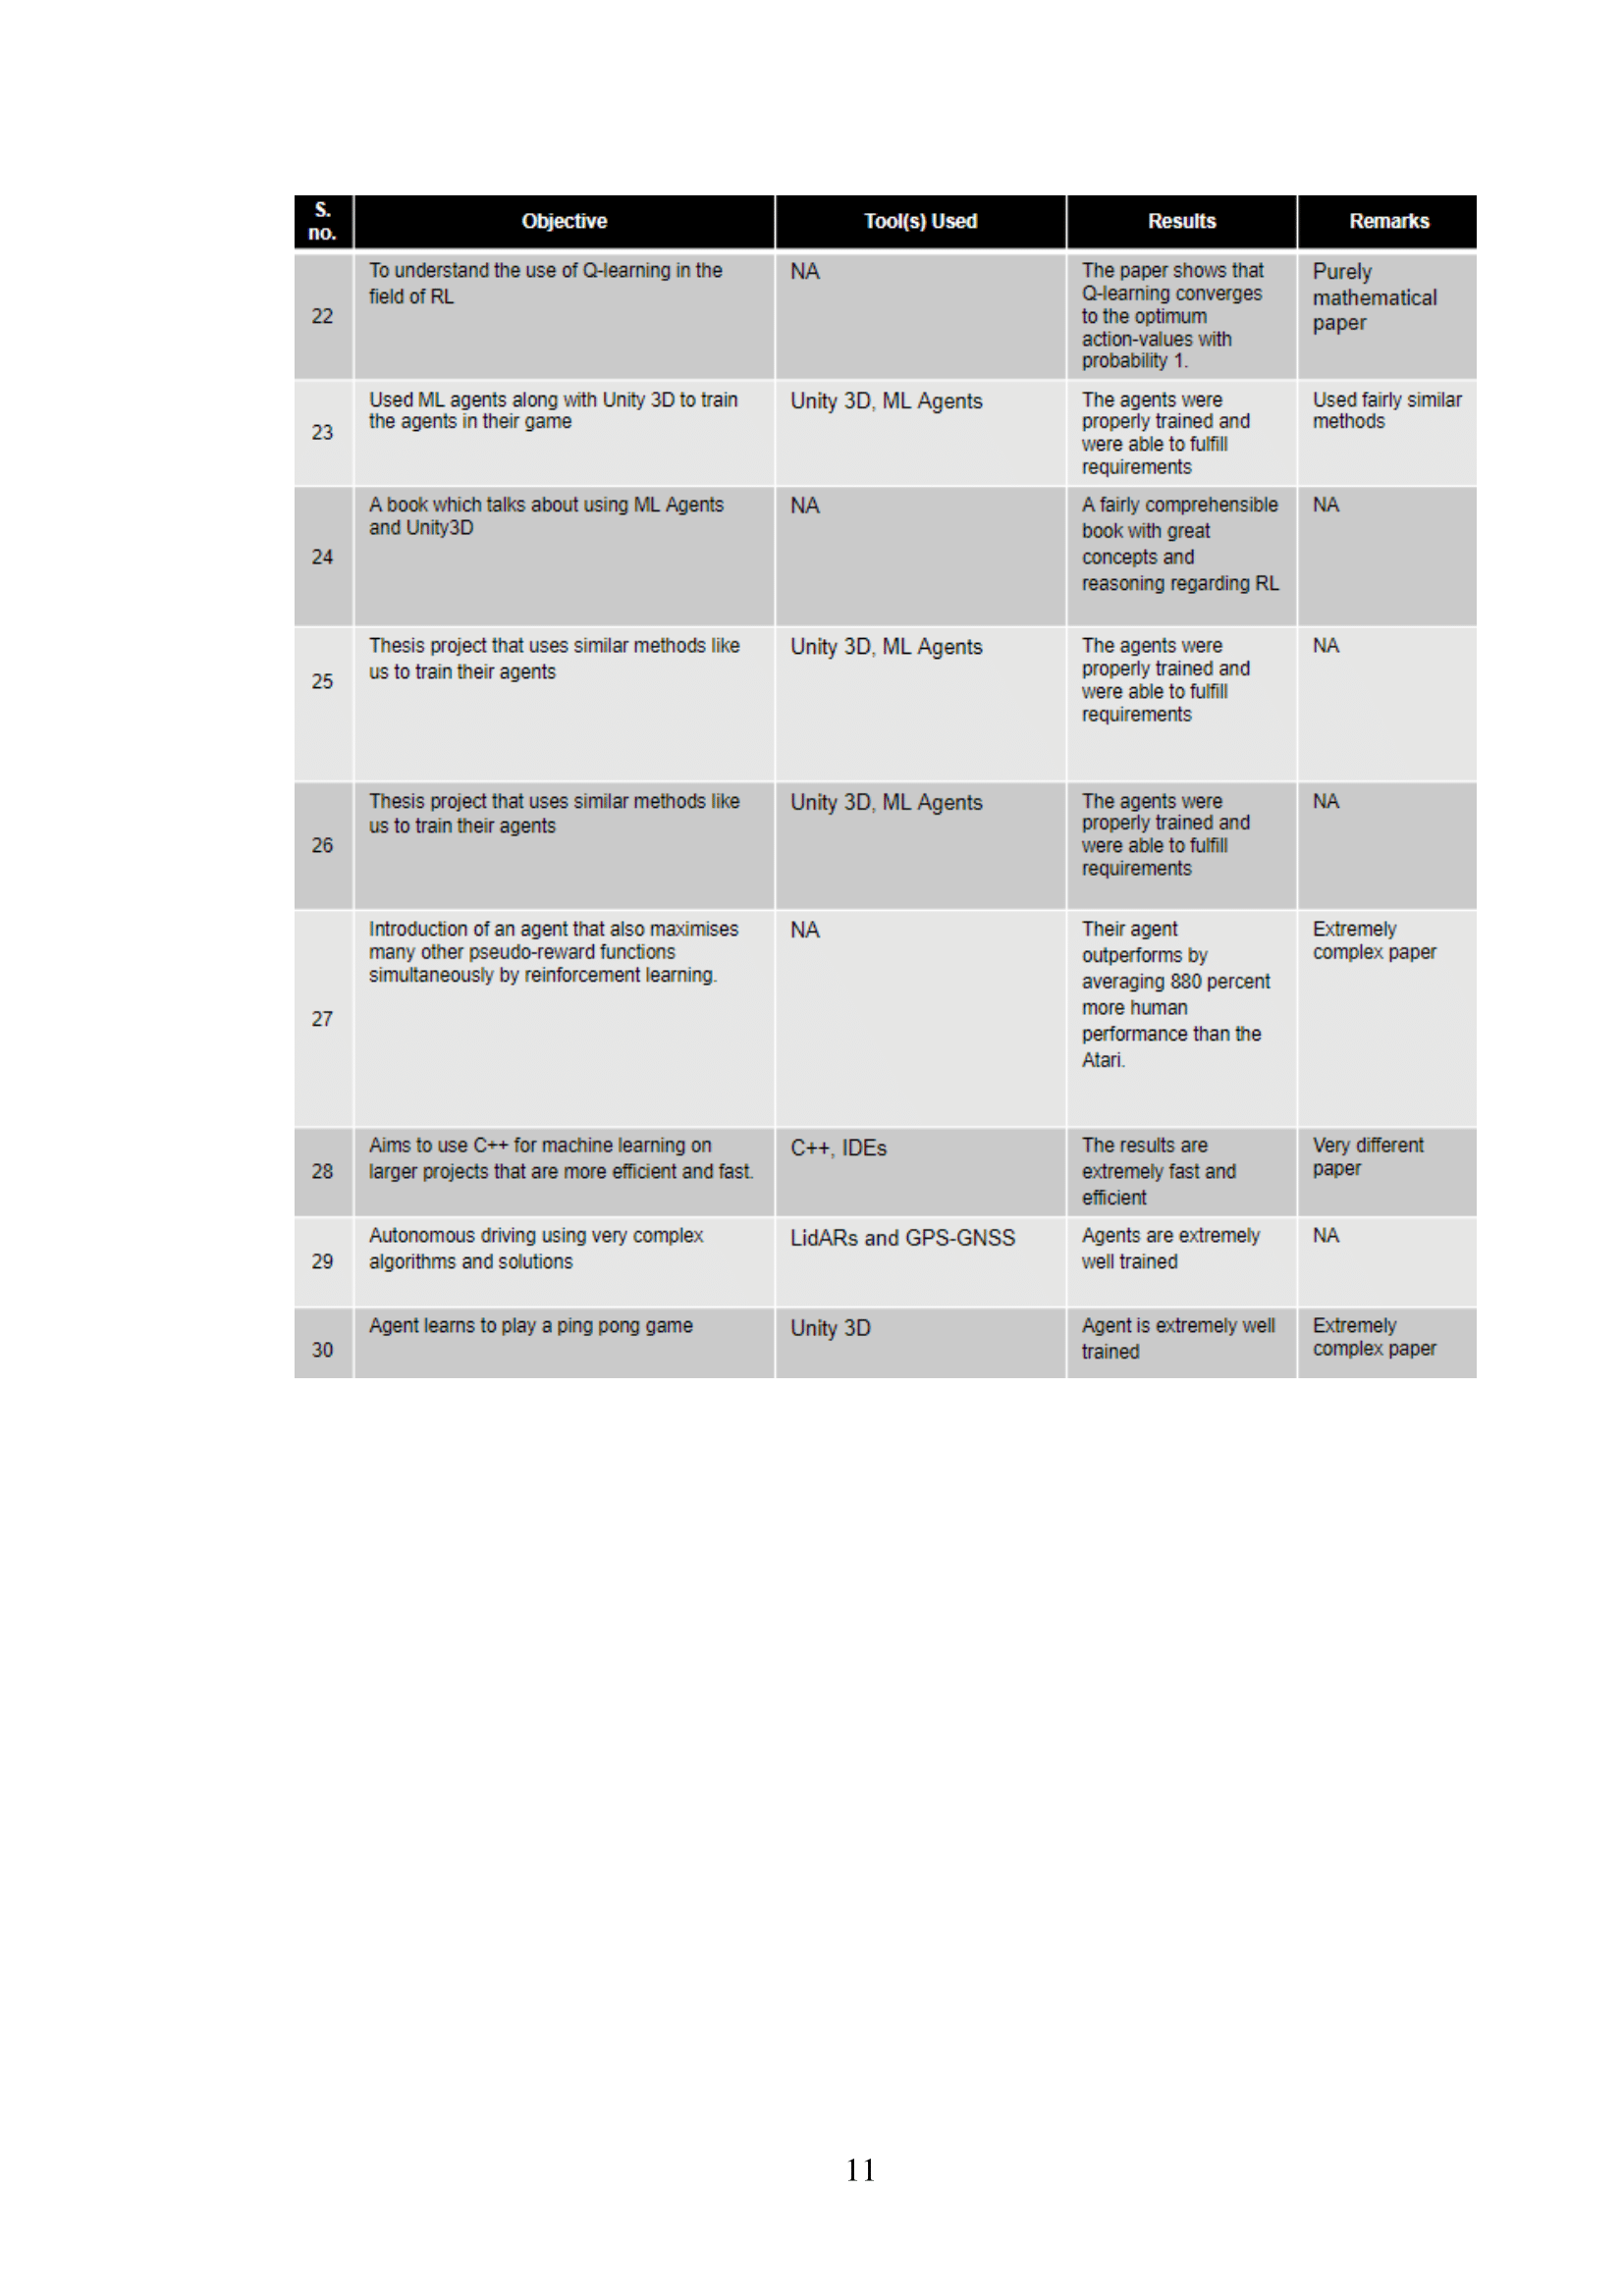 S.
no.
Objective
Tool(s) Used
Results
Remarks
22
To understand the use of Q-learning in the
field of RL
NA
The paper shows that
Q-learning converges
to the optimum
action-values with
probability 1.
Purely
mathematical
paper
23
Used ML agents along with Unity 3D to train
the agents in their game
Unity 3D, ML Agents
The agents were
properly trained and
were able to fulfill
requirements
Used fairly similar
methods
24
A book which talks about using ML Agents
and Unity3D
NA
A fairly comprehensible
book with great
concepts and
reasoning regarding RL
NA
25
Thesis project that uses similar methods like
us to train their agents
Unity 3D, ML Agents
The agents were
properly trained and
were able to fulfill
requirements
NA
26
Thesis project that uses similar methods like
us to train their agents
Unity 3D, ML Agents
The agents were
properly trained and
were able to fulfill
requirements
NA
27
Introduction of an agent that also maximises
many other pseudo-reward functions
simultaneously by reinforcement learning.
NA
Their agent
outperforms by
averaging 880 percent
more human
performance than the
Atari.
Extremely
complex paper
28
Aims to use C++ for machine learning on
larger projects that are more efficient and fast.
C++, IDEs
The results are
extremely fast and
efficient
Very different
paper
29
Autonomous driving using very complex
algorithms and solutions
LidARs and GPS-GNSS
Agents are extremely
well trained
NA
30
Agent learns to play a ping pong game
Unity 3D
Agent is extremely well
trained
Extremely
complex paper
11